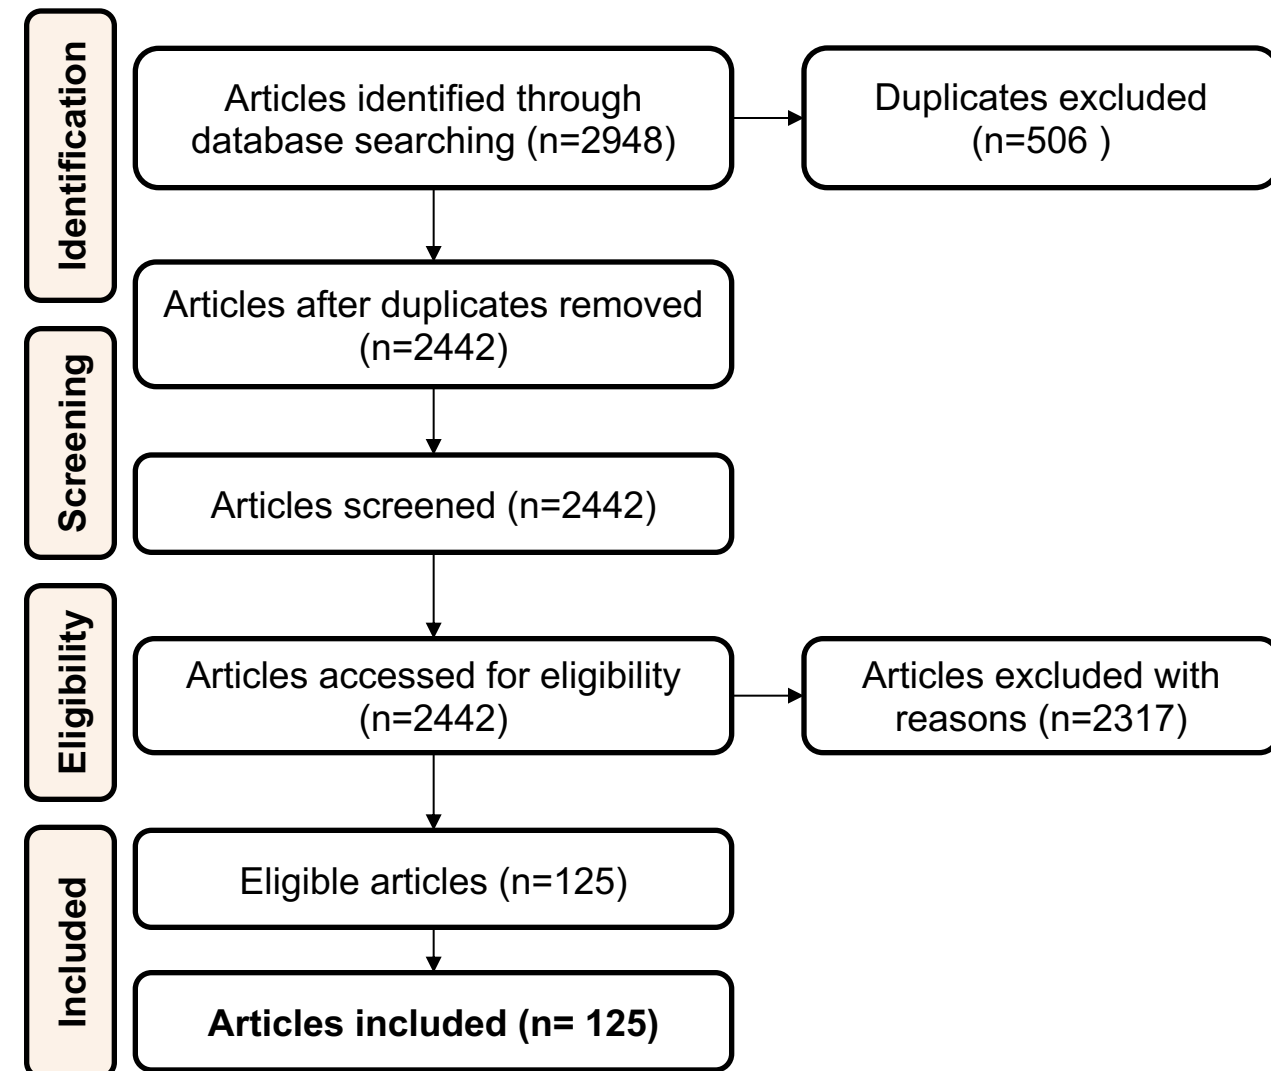 Identification
Articles identified through
database searching (n=2948)
Duplicates excluded
(n=506 )
Articles after duplicates removed
(n=2442)
Screening
Articles screened (n=2442)
Eligibility
Articles accessed for eligibility
(n=2442)
Articles excluded with
reasons (n=2317)
Included
Eligible articles (n=125)
Articles included (n= 125)